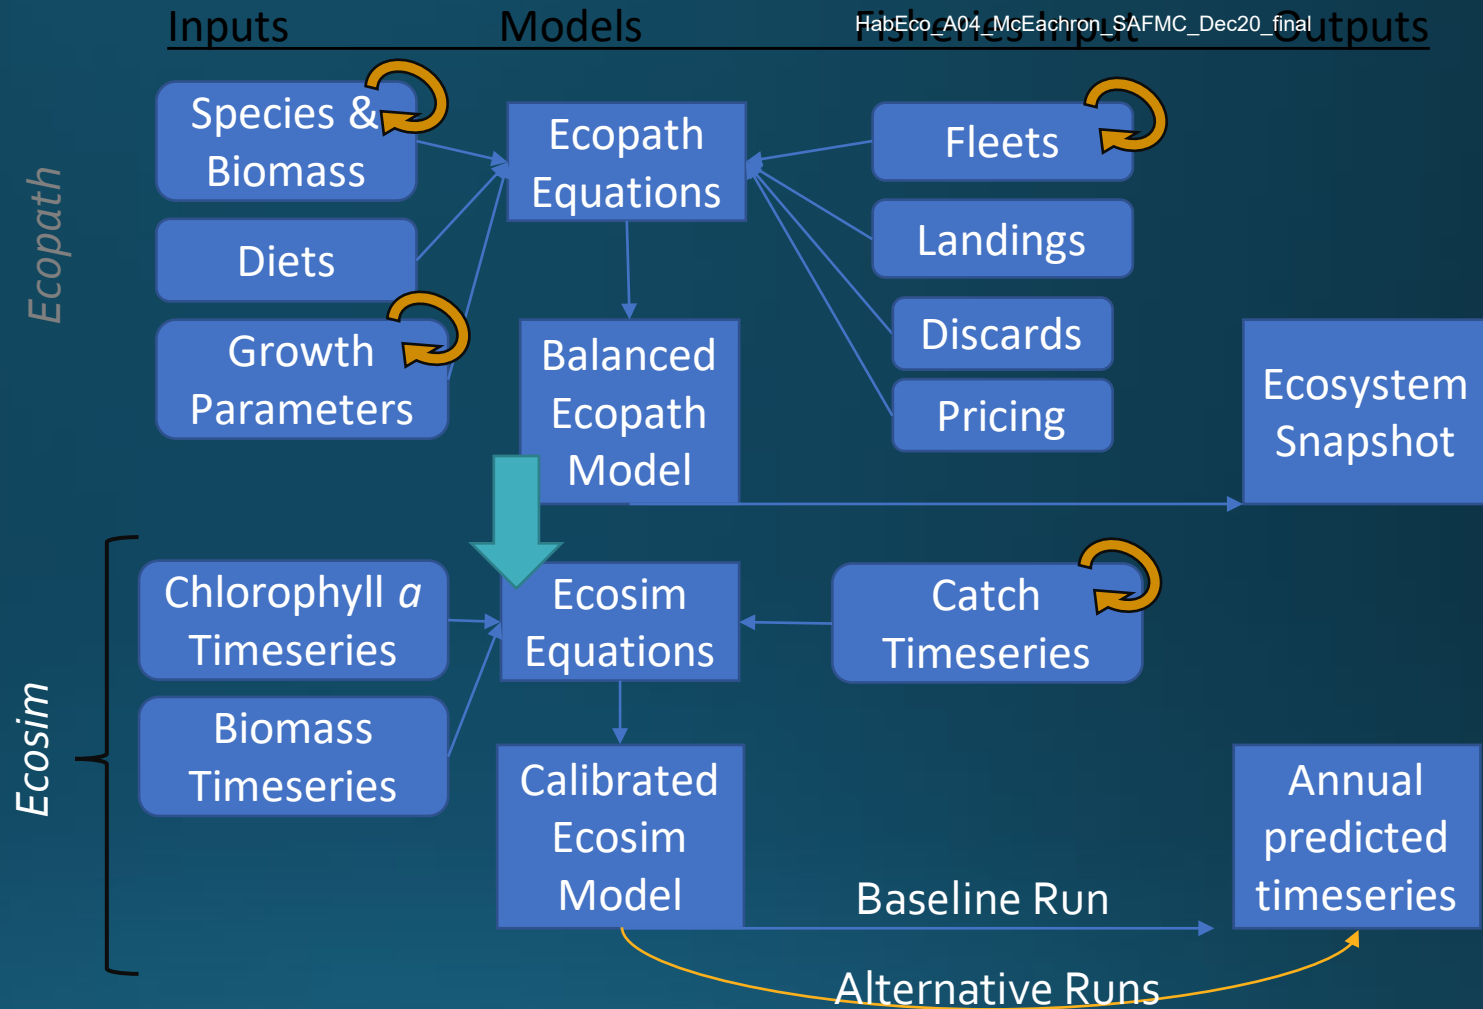 Inputs
Models
Fisheries Input
Outputs
HabEco_A04_McEachron_SAFMC_Dec20_final
Ecopath
Species &
Biomass
Diets
Growth
Parameters
Ecopath
Equations
Balanced
Ecopath
Model
Fleets
Landings
Discards
Pricing
Ecosystem
Snapshot
Ecosim
Chlorophyll a
Timeseries
Biomass
Timeseries
Ecosim
Equations
Calibrated
Ecosim
Model
Catch
Timeseries
Baseline Run
Alternative Runs
Annual
predicted
timeseries